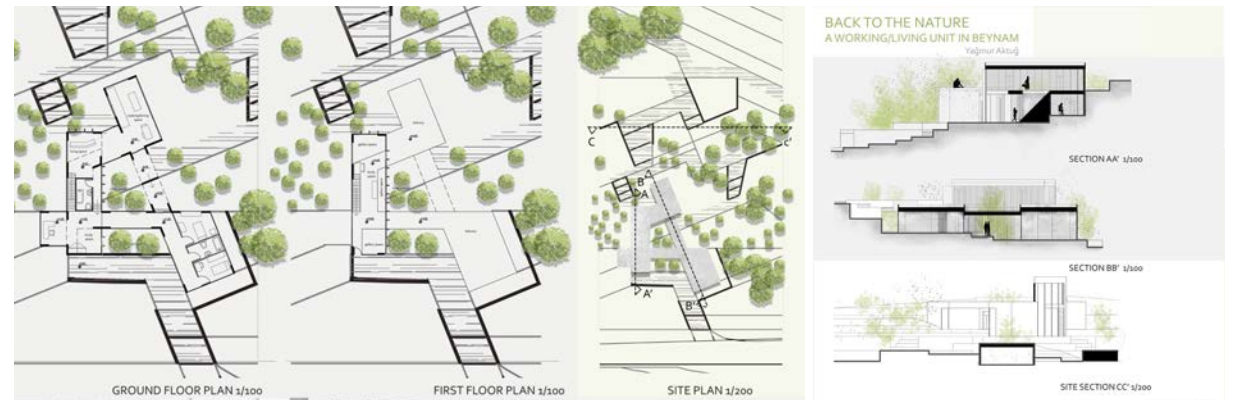 BACK TO THE NATURE
A WORKING/LIVING UNIT IN BEYNAM
Yağmur Aktuğ
SECTION AA' 1/100
C
C'
B
A
A'
B'
SECTION BB' 1/100
SITE SECTION CC' 1/200
GROUND FLOOR PLAN 1/100
FIRST FLOOR PLAN 1/100
SITE PLAN 1/200